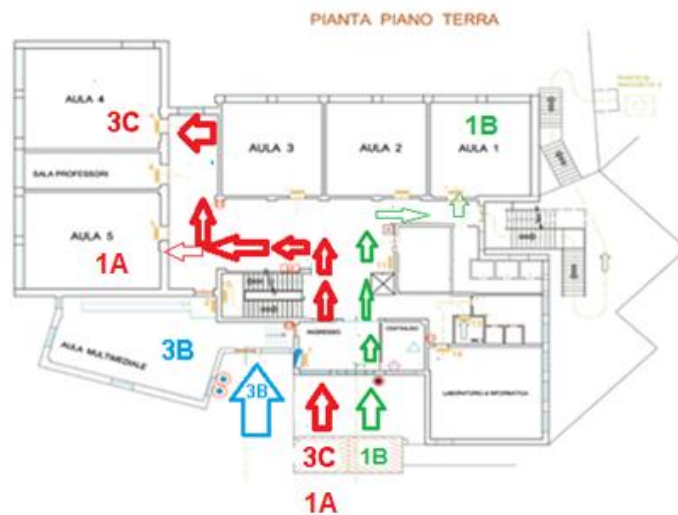 PIANTA PIANO TERRA
AULA 4
3C
1B
AULA 3
AULA 2
AULA 1
SALA PROFESSORI
AULA 5
1A
INGRESSO
3B
AULA MULTIMEDIALE
3B
LABORATORIO di INFORMATICA
3C
1B
1A